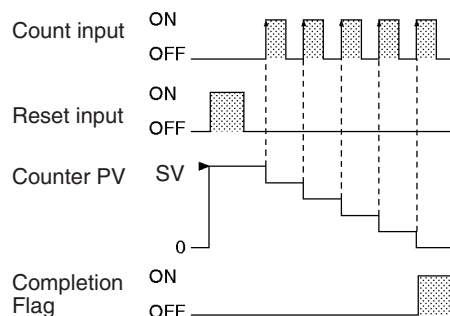 Count input
ON
OFF
Reset input
ON
OFF
Counter PV
SV
0
Completion
Flag
ON
OFF